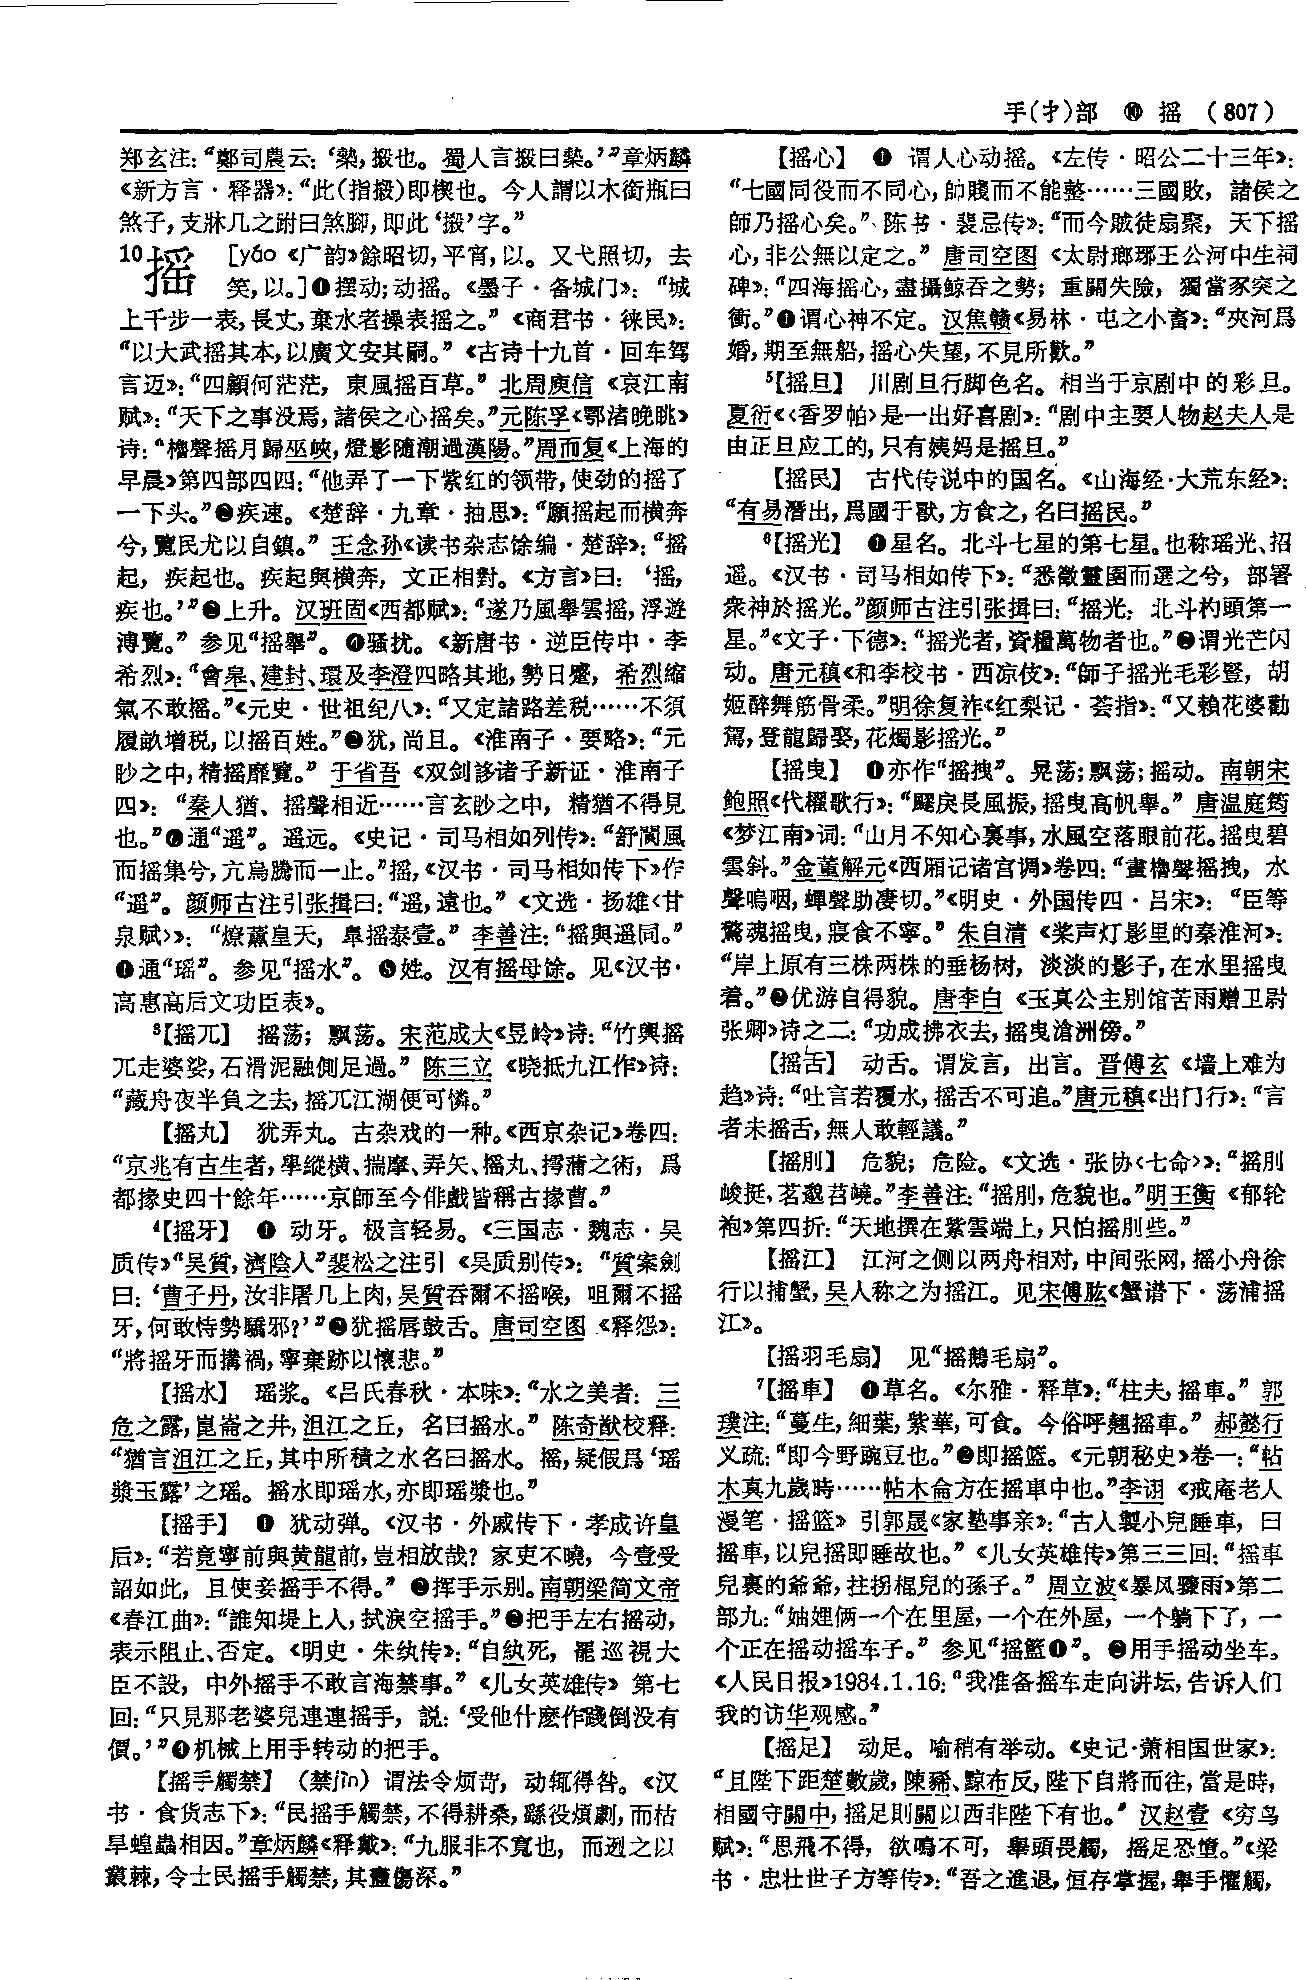 手(扌)部 ❿ 摇 (807)
郑玄注：“鄭司農云：‘漀，搬也。蜀人言搬曰漀。’”章炳麟
《新方言·释器》：“此(指搬)即楔也。今人謂以木銜瓶曰
煞子，支牀几之跗曰煞脚，即此‘搬’字。”
10 摇 [yáo《广韵》餘昭切，平宵，以。又弋照切，去
笑，以。]❶摆动；动摇。《墨子·备城门》：“城
上千步一表，長丈，棄水者操表摇之。”《商君书·徕民》：
“以大武摇其本，以廣文安其嗣。”《古诗十九首·回车驾
言迈》：“四顧何茫茫，東風摇百草。”北周庾信《哀江南
赋》：“天下之事没焉，諸侯之心摇矣。”元陈孚《鄂渚晚眺》
诗：“櫓聲摇月歸巫峽，燈影隨潮過漢陽。”周而复《上海的
早晨》第四部四四：“他弄了一下紫红的领带，使劲的摇了
一下头。”❷疾速。《楚辞·九章·抽思》：“願摇起而横奔
兮，覽民尤以自鎮。”王念孙《读书杂志馀编·楚辞》：“摇
起，疾起也。疾起與横奔，文正相對。《方言》曰：‘摇，
疾也。’”❸上升。汉班固《西都赋》：“遂乃風舉雲摇，浮遊
溥覽。”参见“摇舉”。❹骚扰。《新唐书·逆臣传中·李
希烈》：“會皋、建封、環及李澄四略其地，勢日蹙，希烈縮
氣不敢摇。”《元史·世祖纪八》：“又定諸路差税……不須
履畝增税，以摇百姓。”❺犹，尚且。《淮南子·要略》：“元
眇之中，精摇靡覽。”于省吾《双剑誃诸子新证·淮南子
四》：“秦人猶、摇聲相近……言玄眇之中，精猶不得見
也。”❻通“遥”。遥远。《史记·司马相如列传》：“舒閬風
而摇集兮，亢烏騰而一止。”摇，《汉书·司马相如传下》作
“遥”。颜师古注引张揖曰：“遥，遠也。”《文选·扬雄〈甘
泉赋〉》：“燎薰皇天，皋摇泰壹。”李善注：“摇與遥同。”
❼通“瑶”。参见“摇水”。❽姓。汉有摇母馀。见《汉书·
高惠高后文功臣表》。
3【摇兀】 摇荡；飘荡。宋范成大《昱岭》诗：“竹輿摇
兀走婆娑，石滑泥融側足過。”陈三立《晓抵九江作》诗：
“藏舟夜半負之去，摇兀江湖便可憐。”
【摇丸】 犹弄丸。古杂戏的一种。《西京杂记》卷四：
“京兆有古生者，學縱横、揣摩、弄矢、摇丸、摴蒲之術，爲
都掾史四十餘年……京師至今俳戲皆稱古掾曹。”
4【摇牙】 ❶动牙。极言轻易。《三国志·魏志·吴
质传》“吴質，濟陰人”裴松之注引《吴质别传》：“質案劍
曰：‘曹子丹，汝非屠几上肉，吴質吞爾不摇喉，咀爾不摇
牙，何敢恃勢驕邪？’”❷犹摇唇鼓舌。唐司空图《释怨》：
“將摇牙而搆禍，寧棄跡以懷悲。”
【摇水】 瑶浆。《吕氏春秋·本味》：“水之美者：三
危之露，崑崙之井，沮江之丘，名曰摇水。”陈奇猷校释：
“猶言沮江之丘，其中所積之水名曰摇水。摇，疑假爲‘瑶
漿玉露’之瑶。摇水即瑶水，亦即瑶漿也。”
【摇手】 ❶犹动弹。《汉书·外戚传下·孝成许皇
后》：“若竟寧前與黄龍前，豈相放哉？家吏不曉，今壹受
詔如此，且使妾摇手不得。”❷挥手示别。南朝梁简文帝
《春江曲》：“誰知堤上人，拭淚空摇手。”❸把手左右摇动，
表示阻止、否定。《明史·朱纨传》：“自纨死，罷巡視大
臣不設，中外摇手不敢言海禁事。”《儿女英雄传》第七
回：“只見那老婆兒連連摇手，説：‘受他什麽作踐倒没有
價。’”❹机械上用手转动的把手。
【摇手觸禁】 (禁jìn) 谓法令烦苛，动辄得咎。《汉
书·食货志下》：“民摇手觸禁，不得耕桑，繇役煩劇，而枯
旱蝗蟲相因。”章炳麟《释戴》：“九服非不寬也，而迾之以
叢棘，令士民摇手觸禁，其壼傷深。”
【摇心】 ❶谓人心动摇。《左传·昭公二十三年》：
“七國同役而不同心，帥賤而不能整……三國敗，諸侯之
師乃摇心矣。”、陈书·裴忌传》：“而今贼徒扇聚，天下摇
心，非公無以定之。”唐司空图《太尉瑯琊王公河中生祠
碑》：“四海摇心，盡攝鲸吞之勢；重關失險，獨當豕突之
衝。”❶谓心神不定。汉焦赣《易林·屯之小畜》：“夾河爲
婚，期至無船，摇心失望，不見所歡。”
5【摇旦】 川剧旦行脚色名。相当于京剧中的彩旦。
夏衍《〈香罗帕〉是一出好喜剧》：“剧中主要人物赵夫人是
由正旦应工的，只有姨妈是摇旦。”
【摇民】 古代传说中的国名。《山海经·大荒东经》：
“有易潛出，爲國于獸，方食之，名曰摇民。”
6【摇光】 ❶星名。北斗七星的第七星。也称瑶光、招
遥。《汉书·司马相如传下》：“悉徵靈圉而選之兮，部署
衆神於摇光。”颜师古注引张揖曰：“摇光，北斗杓頭第一
星。”《文子·下德》：“摇光者，資糧萬物者也。”❷谓光芒闪
动。唐元稹《和李校书·西凉伎》：“師子摇光毛彩豎，胡
姬醉舞筋骨柔。”明徐复祚《红梨记·荟指》：“又賴花婆勸
駕，登龍歸娶，花燭影摇光。”
【摇曳】 ❶亦作“摇拽”。晃荡；飘荡；摇动。南朝宋
鲍照《代櫂歌行》：“飂戾長風振，摇曳高帆舉。”唐温庭筠
《梦江南》词：“山月不知心裏事，水風空落眼前花。摇曳碧
雲斜。”金董解元《西厢记诸宫调》卷四：“畫櫓聲摇拽，水
聲嗚咽，蟬聲助凄切。”《明史·外国传四·吕宋》：“臣等
驚魂摇曳，寢食不寧。”朱自清《桨声灯影里的秦淮河》：
“岸上原有三株两株的垂杨树，淡淡的影子，在水里摇曳
着。”❷优游自得貌。唐李白《玉真公主别馆苦雨赠卫尉
张卿》诗之二：“功成拂衣去，摇曳滄洲傍。”
【摇舌】 动舌。谓发言，出言。晋傅玄《墙上难为
趋》诗：“吐言若覆水，摇舌不可追。”唐元稹《出门行》：“言
者未摇舌，無人敢輕議。”
【摇刖】 危貌；危险。《文选·张协〈七命〉》：“摇刖
峻挺，茗邈苕嶢。”李善注：“摇刖，危貌也。”明王衡《郁轮
袍》第四折：“天地撰在紫雲端上，只怕摇刖些。”
【摇江】 江河之侧以两舟相对，中间张网，摇小舟徐
行以捕蟹，吴人称之为摇江。见宋傅肱《蟹谱下·荡浦摇
江》。
【摇羽毛扇】 见“摇鵝毛扇”。
7【摇車】 ❶草名。《尔雅·释草》：“柱夫，摇車。”郭
璞注：“蔓生，細葉，紫華，可食。今俗呼翹摇車。”郝懿行
义疏：“即今野豌豆也。”❷即摇篮。《元朝秘史》卷一：“帖
木真九歲時……帖木侖方在摇車中也。”李诩《戒庵老人
漫笔·摇篮》引郭晟《家塾事亲》：“古人製小兒睡車，曰
摇車，以兒摇即睡故也。”《儿女英雄传》第三三回：“摇車
兒裏的爺爺，拄拐棍兒的孫子。”周立波《暴风骤雨》第二
部九：“妯娌俩一个在里屋，一个在外屋，一个躺下了，一
个正在摇动摇车子。”参见“摇籃❶”。❸用手摇动坐车。
《人民日报》1984.1.16：“我准备摇车走向讲坛，告诉人们
我的访华观感。”
【摇足】 动足。喻稍有举动。《史记·萧相国世家》：
“且陛下距楚數歲，陳豨、黥布反，陛下自將而往，當是時，
相國守關中，摇足則關以西非陛下有也。”汉赵壹《穷鸟
赋》：“思飛不得，欲鳴不可，舉頭畏觸，摇足恐墮。”《梁
书·忠壮世子方等传》：“吾之進退，恒存掌握，舉手懼觸，